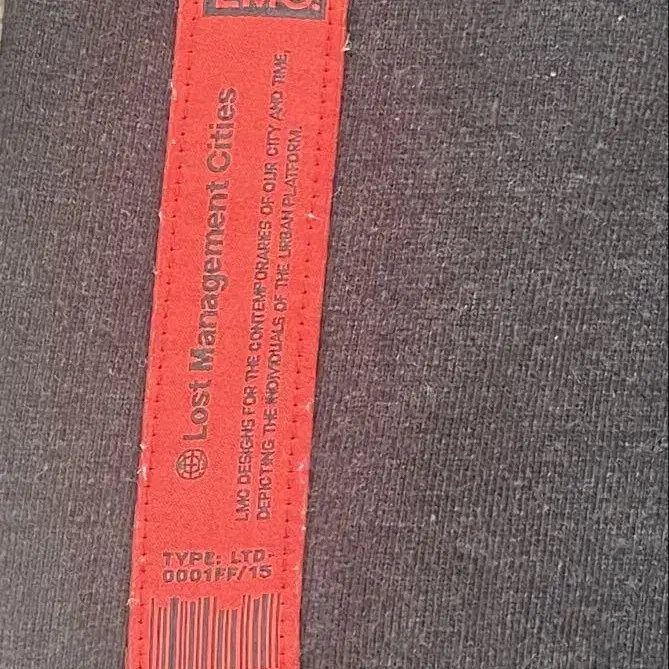 LMC.
Lost Management Cities
LMC DESIGNS FOR THE CONTEMPORARIES OF OUR CITY AND TIME,
DEPICTING THE INDIVIDUALS OF THE URBAN PLATFORM.
TYPE: LTD-
0001FF/15